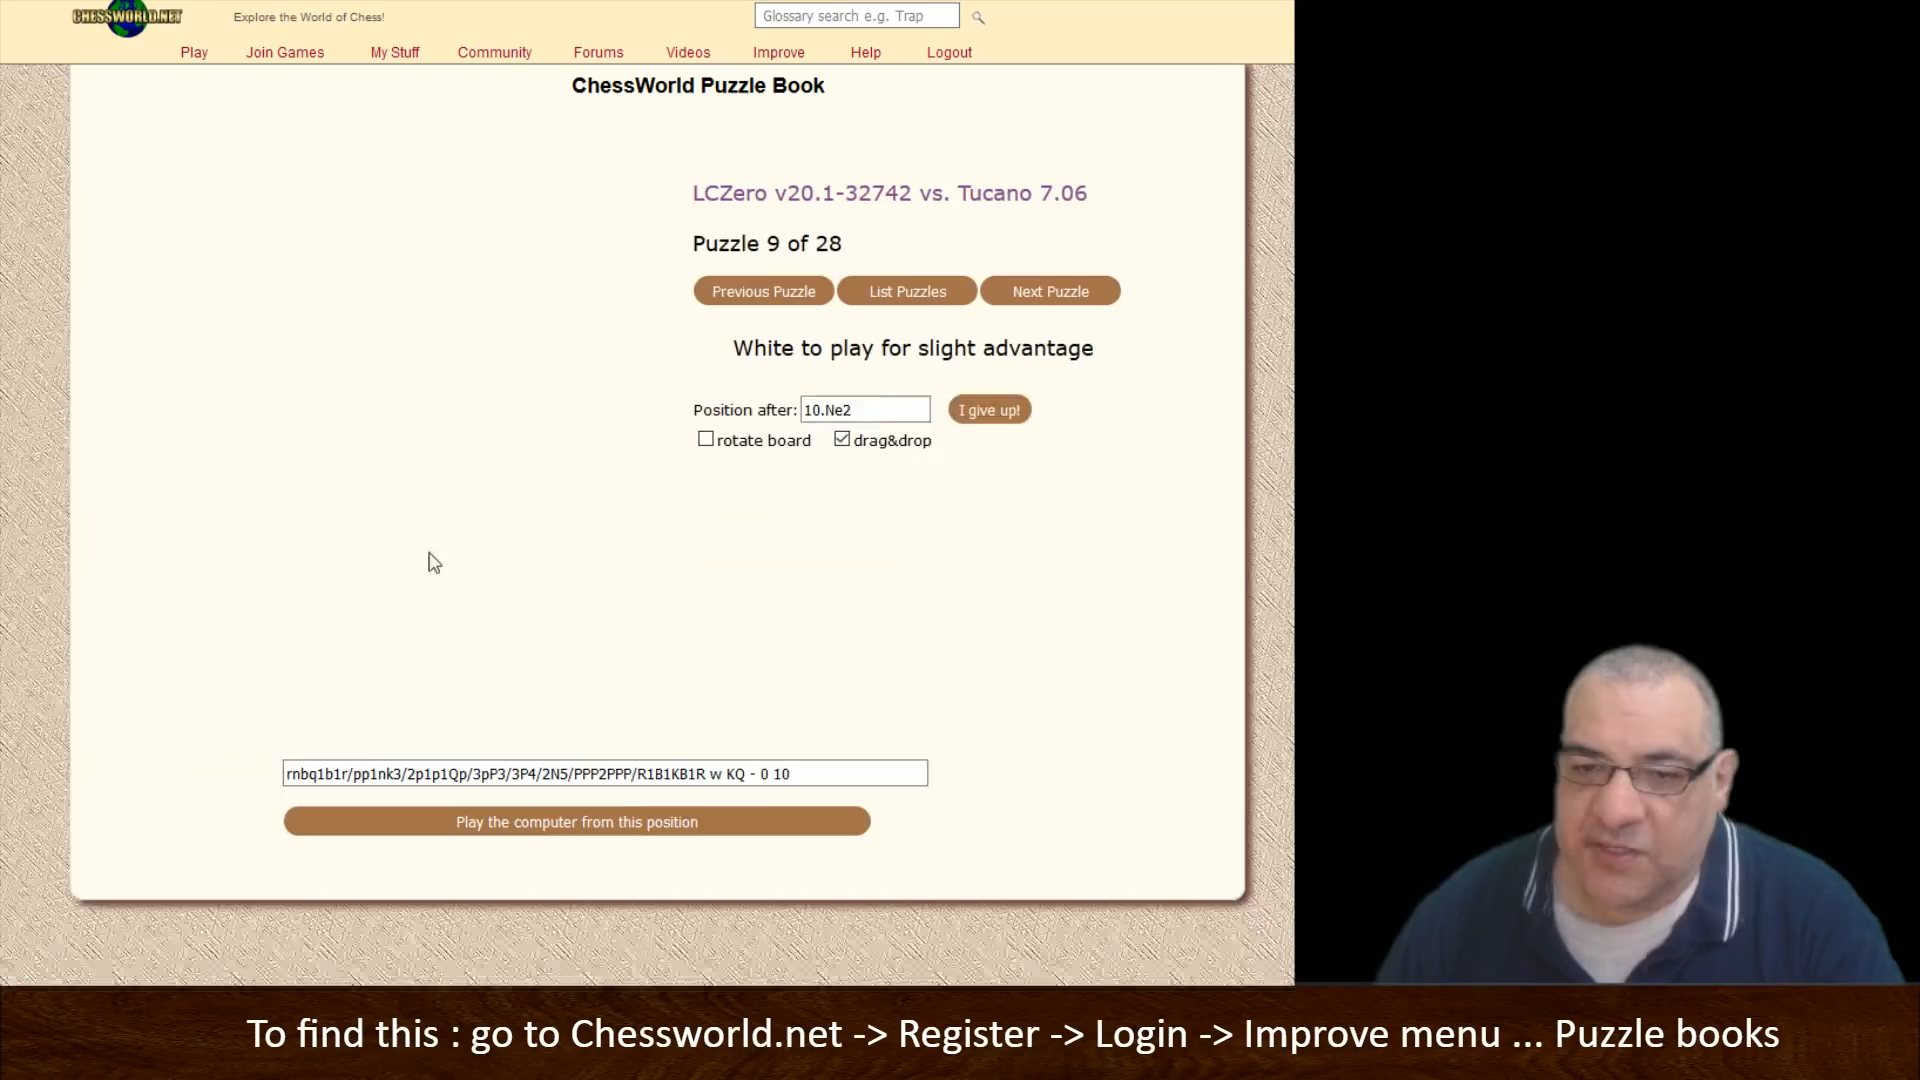 CHESSWORLD.NET
Explore the World of Chess!
Glossary search e.g. Trap
Play Join Games My Stuff Community Forums Videos Improve Help Logout
ChessWorld Puzzle Book
LCZero v20.1-32742 vs. Tucano 7.06
Puzzle 9 of 28
Previous Puzzle List Puzzles Next Puzzle
White to play for slight advantage
Position after: 10.Ne2 I give up!
rotate board drag&drop
rnbq1b1r/pp1nk3/2p1p1Qp/3pP3/3P4/2N5/PPP2PPP/R1B1KB1R w KQ - 0 10
Play the computer from this position
To find this : go to Chessworld.net -> Register -> Login -> Improve menu ... Puzzle books